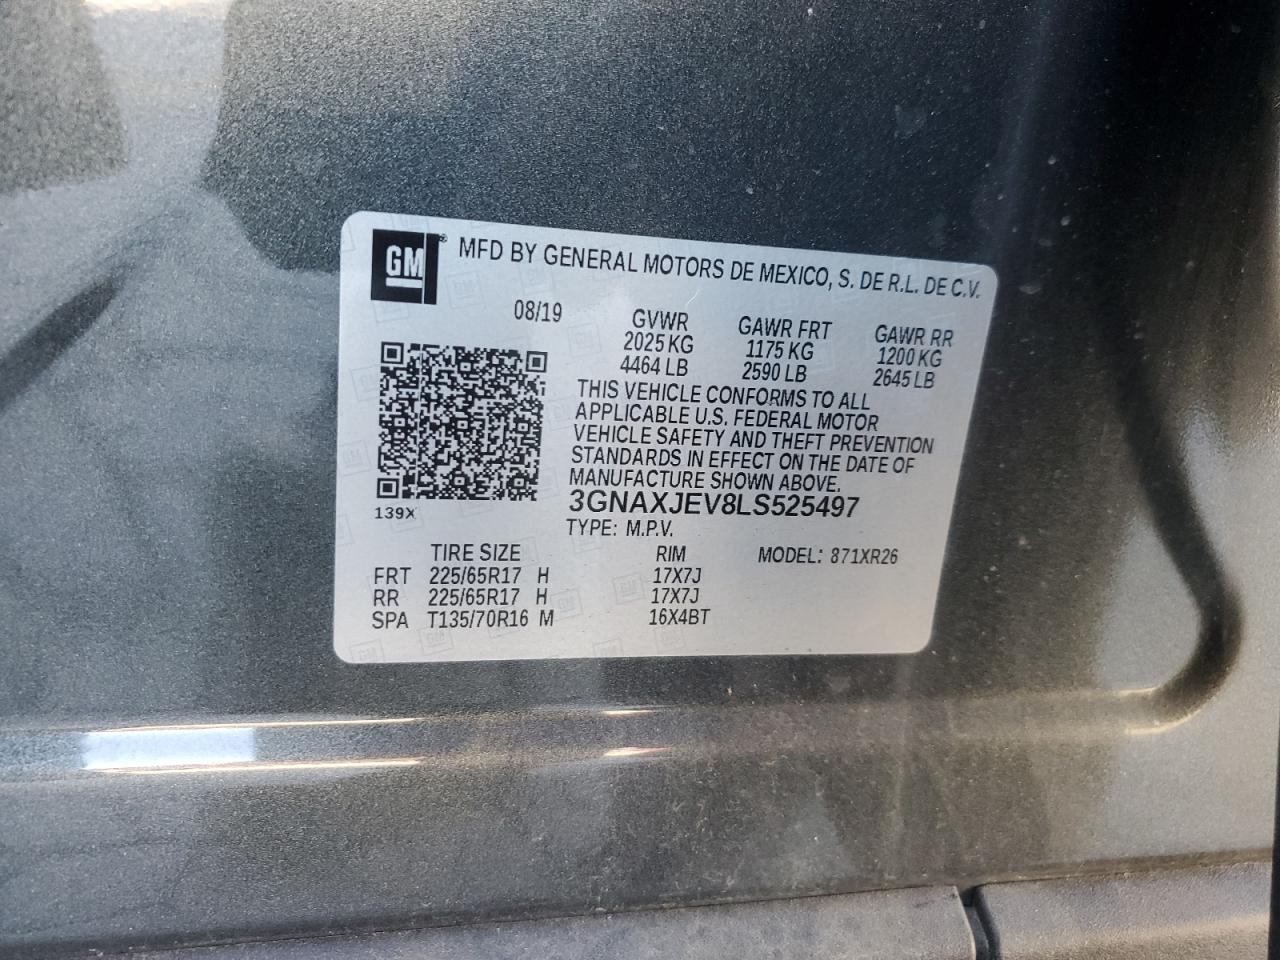 GM ® MFD BY GENERAL MOTORS DE MEXICO, S. DE R.L. DE C.V.
08/19 GVWR GAWR FRT GAWR RR
2025 KG 1175 KG 1200 KG
4464 LB 2590 LB 2645 LB
THIS VEHICLE CONFORMS TO ALL
APPLICABLE U.S. FEDERAL MOTOR
VEHICLE SAFETY AND THEFT PREVENTION
STANDARDS IN EFFECT ON THE DATE OF
MANUFACTURE SHOWN ABOVE.
3GNAXJEV8LS525497
139X
TYPE: M.P.V.
TIRE SIZE RIM MODEL: 871XR26
FRT 225/65R17 H 17X7J
RR 225/65R17 H 17X7J
SPA T135/70R16 M 16X4BT